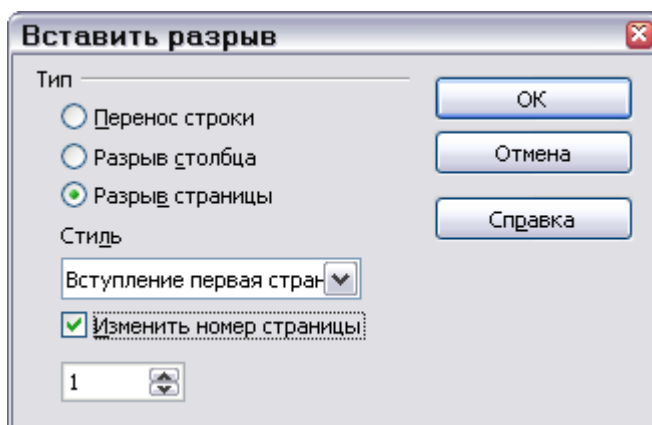 Вставить разрыв
Тип
Перенос строки
Разрыв столбца
Разрыв страницы
Стиль
Вступление первая стран
Изменить номер страницы
1
OK
Отмена
Справка